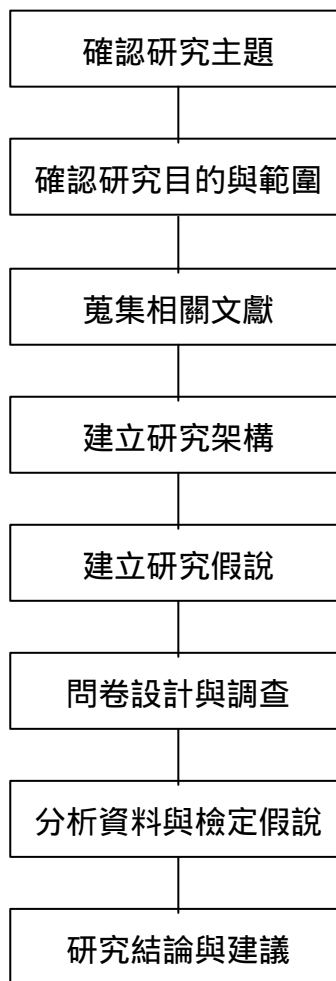 確認研究主題
確認研究目的與範圍
蒐集相關文獻
建立研究架構
建立研究假說
問卷設計與調查
分析資料與檢定假說
研究結論與建議